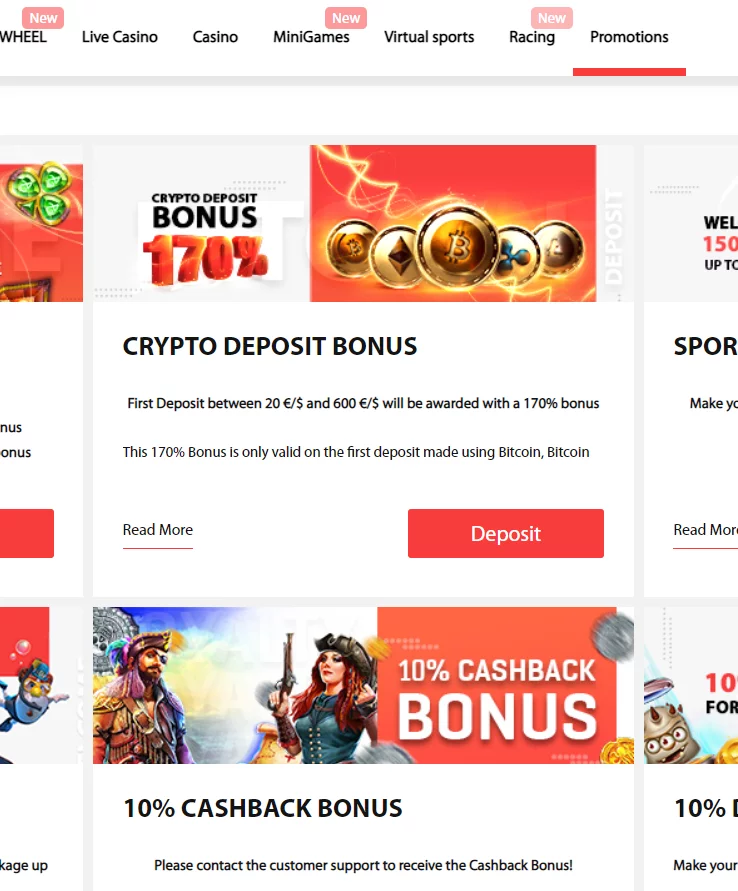 New
New
New
WHEEL
Live Casino
Casino
MiniGames
Virtual sports
Racing
Promotions
CRYPTO DEPOSIT
BONUS
170%
DEPOSIT
WEL
150
UP TO
CRYPTO DEPOSIT BONUS
SPOR
First Deposit between 20 €/$ and 600 €/$ will be awarded with a 170% bonus
Make yo
nus
onus
This 170% Bonus is only valid on the first deposit made using Bitcoin, Bitcoin
Read More
Deposit
Read More
10% CASHBACK
BONUS
10
FOR
10% CASHBACK BONUS
10% D
kage up
Please contact the customer support to receive the Cashback Bonus!
Make your